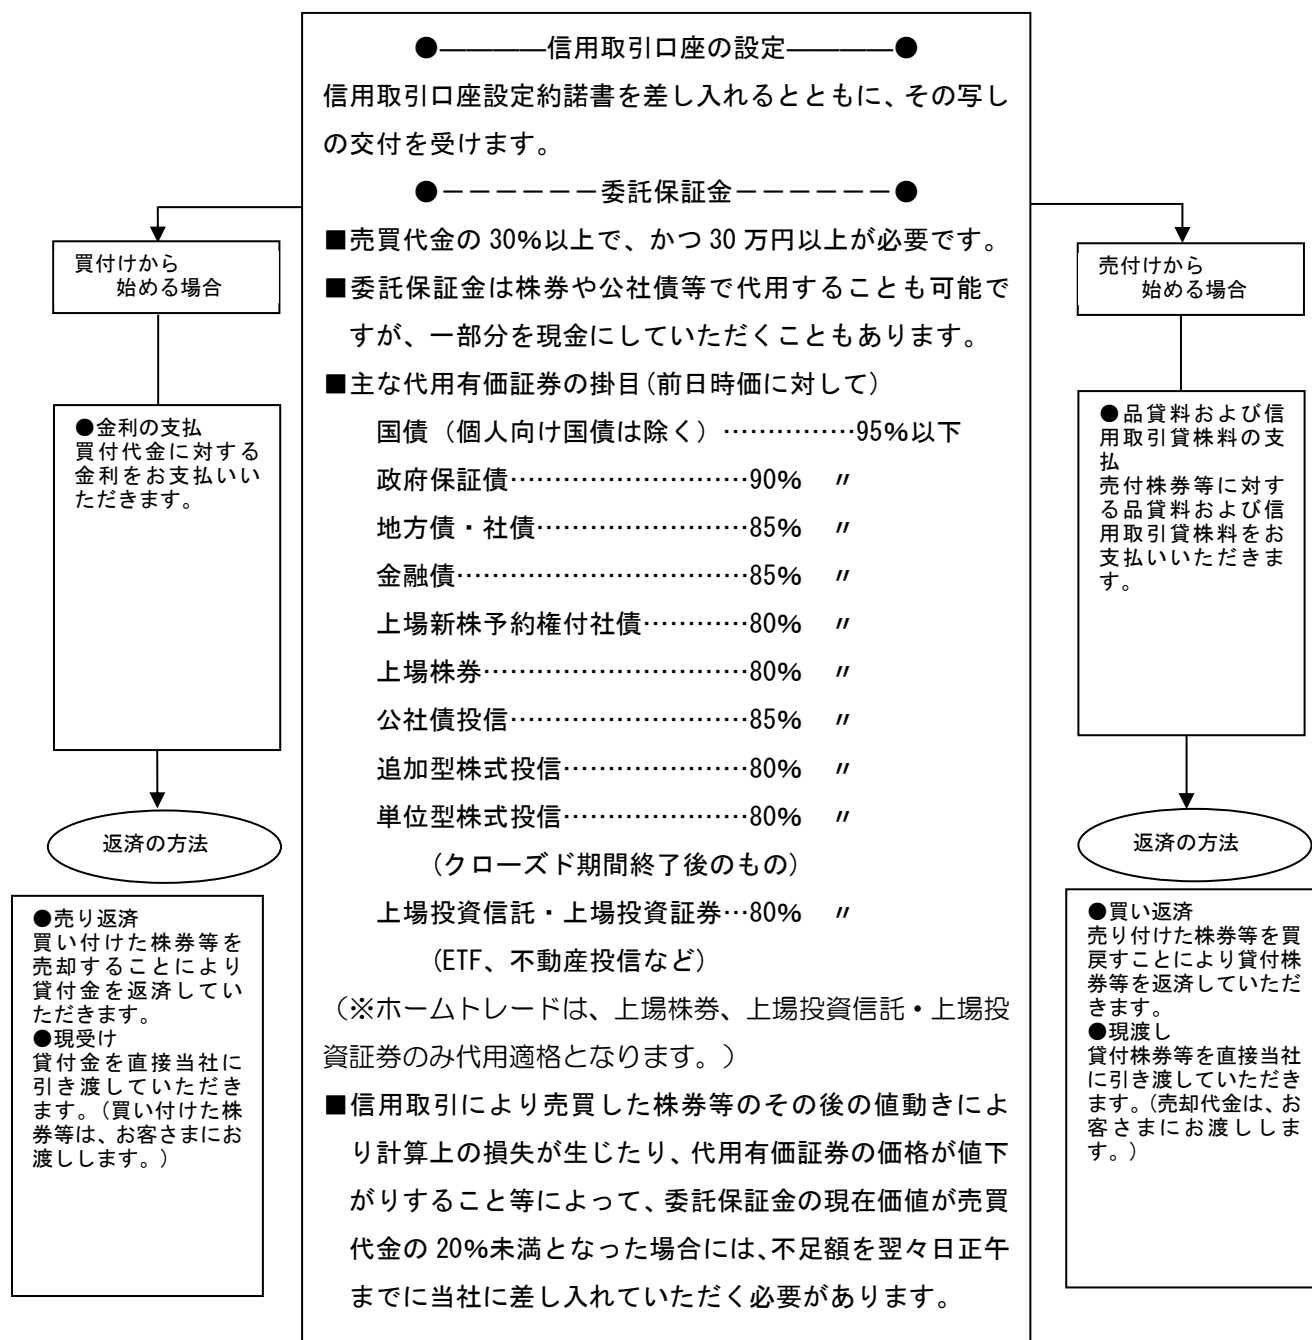 ●――――信用取引口座の設定――――●
信用取引口座設定約諾書を差し入れるとともに、その写し
の交付を受けます。
●－－－－－－委託保証金－－－－－－●
■売買代金の 30%以上で、かつ 30 万円以上が必要です。
■委託保証金は株券や公社債等で代用することも可能で
すが、一部分を現金にしていただくこともあります。
■主な代用有価証券の掛目(前日時価に対して)
国債（個人向け国債は除く）……………95%以下
政府保証債………………………90% 〃
地方債・社債……………………85% 〃
金融債……………………………85% 〃
上場新株予約権付社債…………80% 〃
上場株券…………………………80% 〃
公社債投信………………………85% 〃
追加型株式投信…………………80% 〃
単位型株式投信…………………80% 〃
(クローズド期間終了後のもの)
上場投資信託・上場投資証券…80% 〃
(ETF、不動産投信など)
（※ホームトレードは、上場株券、上場投資信託・上場投
資証券のみ代用適格となります。）
■信用取引により売買した株券等のその後の値動きによ
り計算上の損失が生じたり、代用有価証券の価格が値下
がりすること等によって、委託保証金の現在価値が売買
代金の 20%未満となった場合には、不足額を翌々日正午
までに当社に差し入れていただく必要があります。
買付けから
始める場合
●金利の支払
買付代金に対する
金利をお支払いい
ただきます。
返済の方法
●売り返済
買い付けた株券等を
売却することにより
貸付金を返済してい
ただきます。
●現受け
貸付金を直接当社に
引き渡していただき
ます。(買い付けた株
券等は、お客さまにお
渡しします。)
売付けから
始める場合
●品貸料および信
用取引貸株料の支
払
売付株券等に対す
る品貸料および信
用取引貸株料をお
支払いいただきま
す。
返済の方法
●買い返済
売り付けた株券等を買
戻すことにより貸付株
券等を返済していただ
きます。
●現渡し
貸付株券等を直接当社
に引き渡していただき
ます。(売却代金は、お
客さまにお渡ししま
す。)